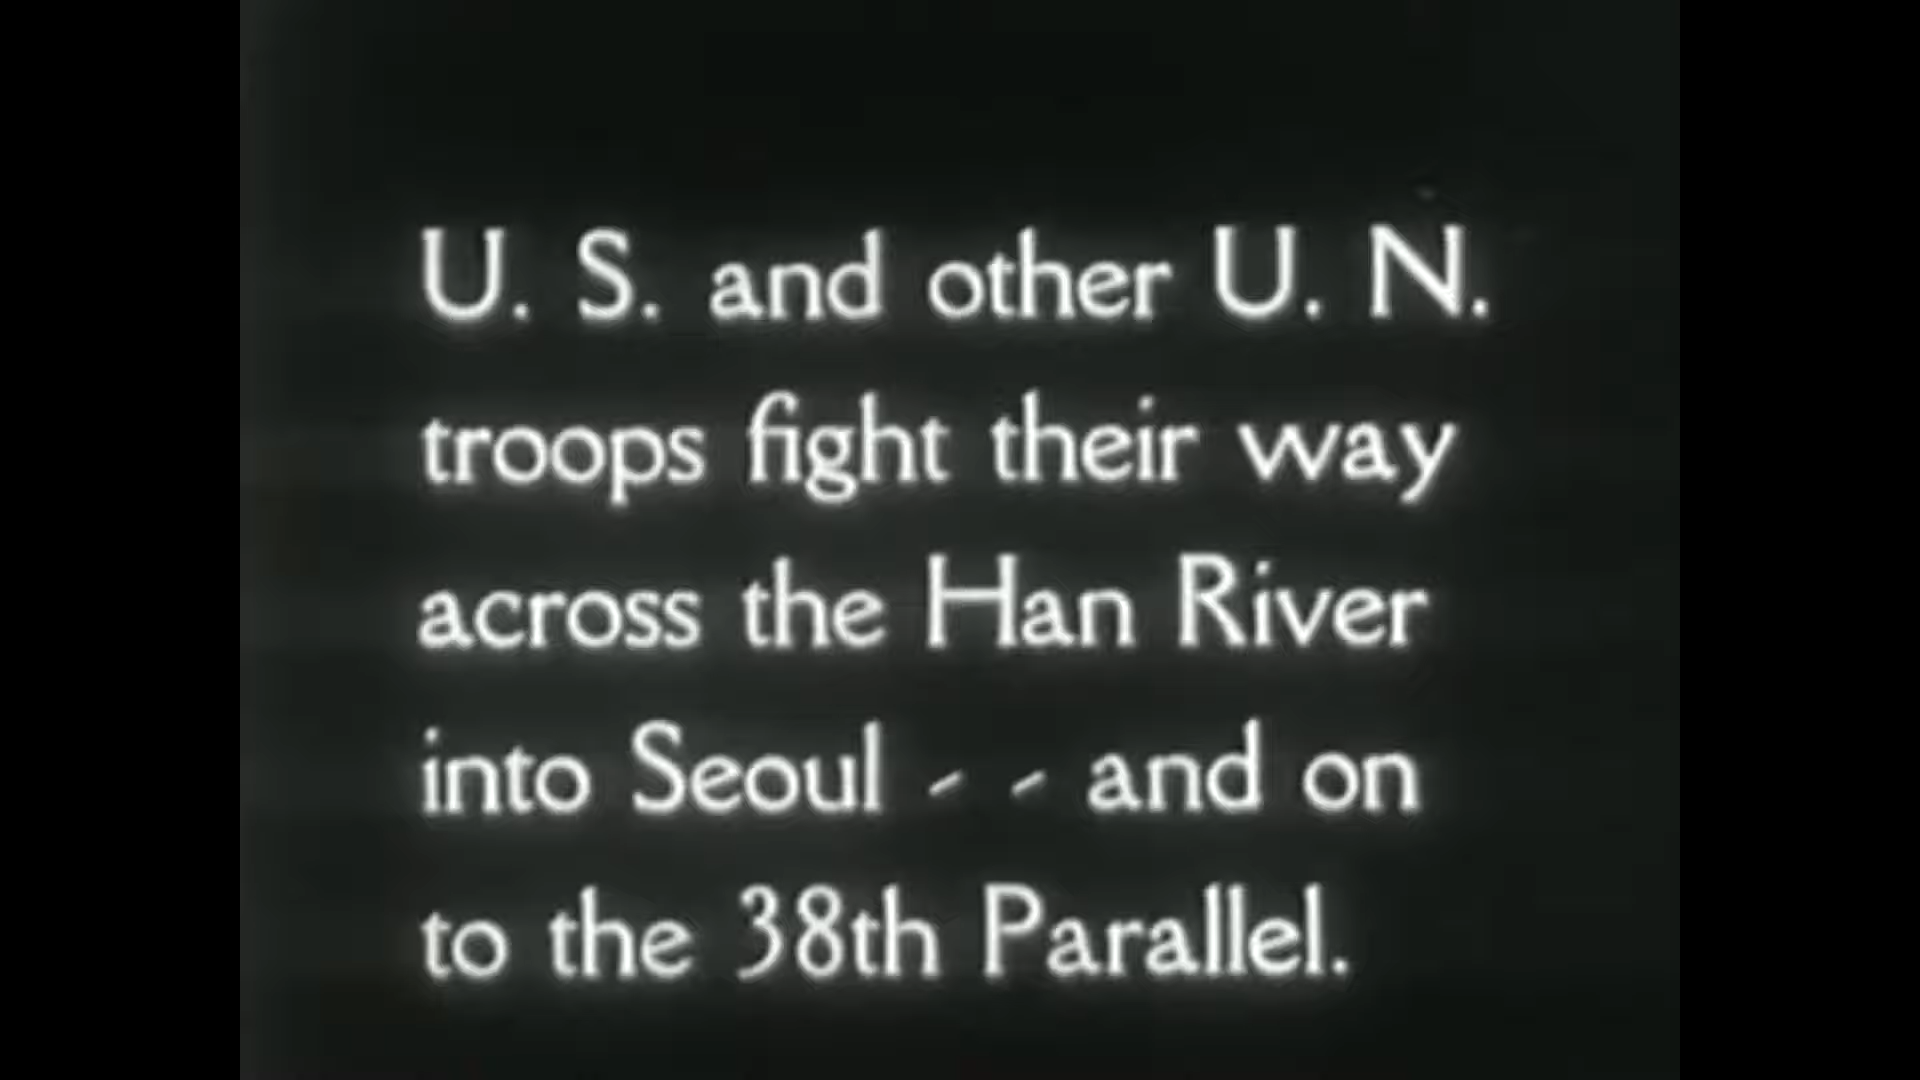 U. S. and other U. N.
troops fight their way
across the Han River
into Seoul - - and on
to the 38th Parallel.